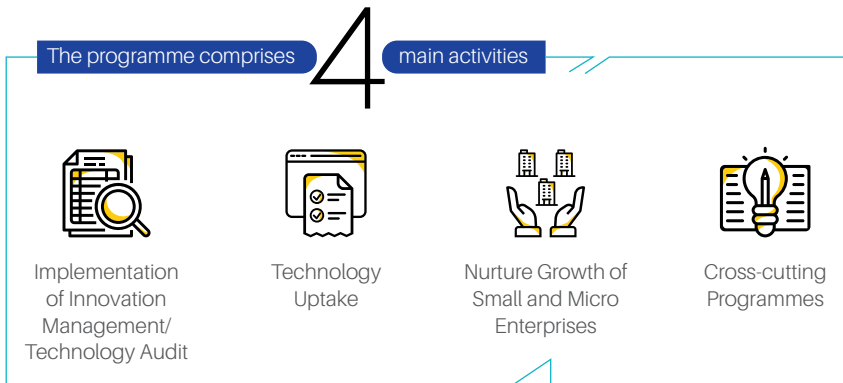 The programme comprises 4 main activities
Implementation
of Innovation
Management/
Technology Audit
Technology
Uptake
Nurture Growth of
Small and Micro
Enterprises
Cross-cutting
Programmes